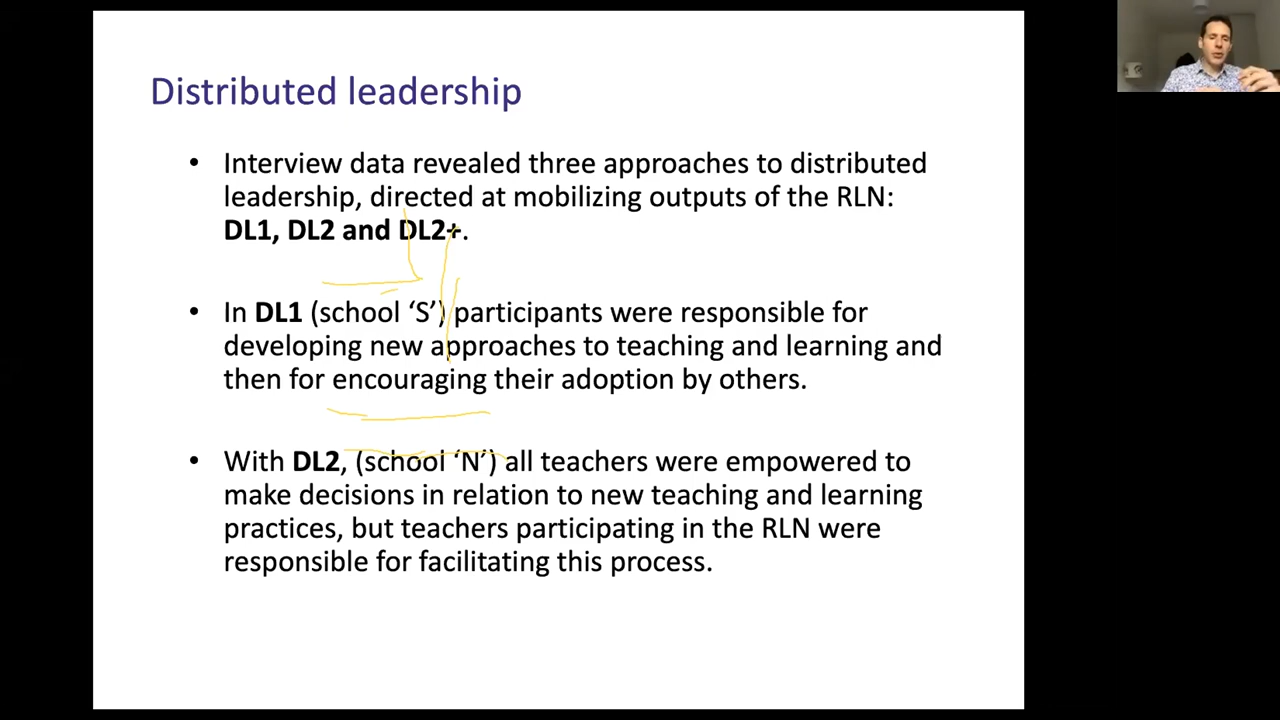 Distributed leadership
• Interview data revealed three approaches to distributed
leadership, directed at mobilizing outputs of the RLN:
DL1, DL2 and DL2+.
• In DL1 (school ‘S’) participants were responsible for
developing new approaches to teaching and learning and
then for encouraging their adoption by others.
• With DL2, (school ‘N’) all teachers were empowered to
make decisions in relation to new teaching and learning
practices, but teachers participating in the RLN were
responsible for facilitating this process.